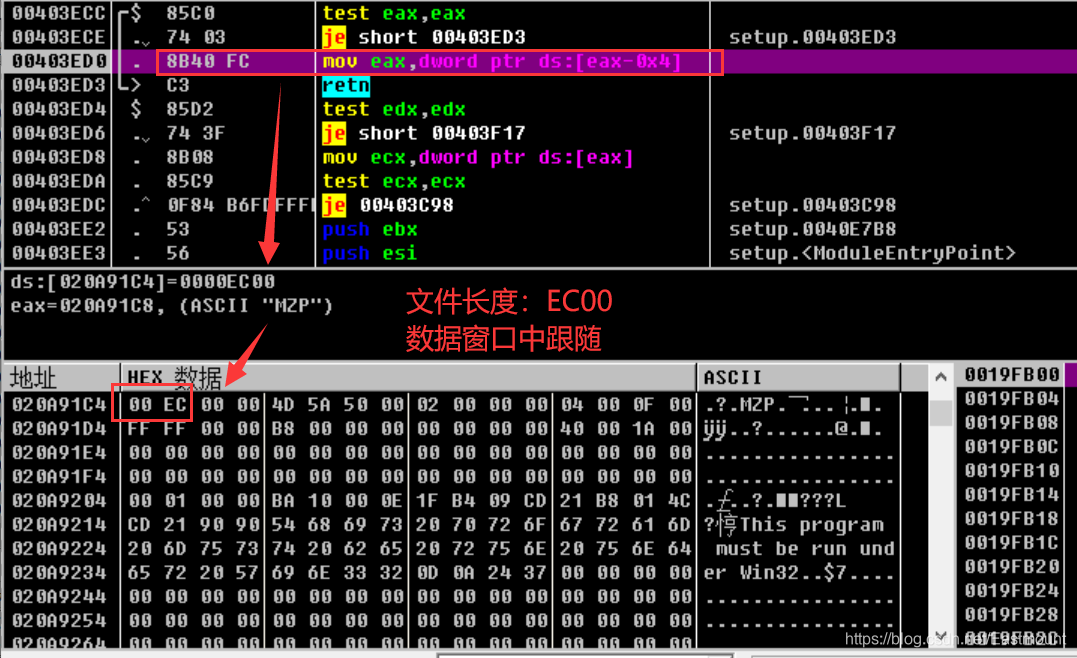 00403ECC $ 85C0 test eax,eax
00403ECE . 74 03 je short 00403ED3 setup.00403ED3
00403ED0 . 8B40 FC mov eax,dword ptr ds:[eax-0x4]
00403ED3 > C3 retn
00403ED4 $ 85D2 test edx,edx
00403ED6 . 74 3F je short 00403F17 setup.00403F17
00403ED8 . 8B08 mov ecx,dword ptr ds:[eax]
00403EDA . 85C9 test ecx,ecx
00403EDC .^ 0F84 je 00403C98 setup.00403C98
00403EE2 . 53 push ebx setup.0040E7B8
00403EE3 . 56 push esi setup.<ModuleEntryPoint>
ds:[020A91C4]=0000EC00
eax=020A91C8, (ASCII "MZP")
文件长度：EC00
数据窗口中跟随
地址 HEX 数据 ASCII
020A91C4 00 EC 00 00 4D 5A 50 00 02 00 00 00 04 00 0F 00 .?.MZP.
020A91D4 FF FF 00 00 B8 00 00 00 00 00 00 00 40 00 1A 00 ÿÿ..?......@.
020A91E4 00 00 00 00 00 00 00 00 00 00 00 00 00 00 00 00 ................
020A91F4 00 00 00 00 00 00 00 00 00 00 00 00 00 00 00 00 ................
020A9204 00 01 00 00 BA 10 00 0E 1F B4 09 CD 21 B8 01 4C
020A9214 CD 21 90 90 54 68 69 73 20 70 72 6F 67 72 61 6D This program
020A9224 20 6D 75 73 74 20 62 65 20 72 75 6E 20 75 6E 64 must be run und
020A9234 65 72 20 57 69 6E 33 32 0D 0A 24 37 00 00 00 00 er Win32..$7....
020A9244 00 00 00 00 00 00 00 00 00 00 00 00 00 00 00 00 ................
020A9254 00 00 00 00 00 00 00 00 00 00 00 00 00 00 00 00 ................
020A9264 00 00 00 00 00 00 00 00 00 00 00 00 00 00 00 00
0019FB00
0019FB04
0019FB08
0019FB0C
0019FB10
0019FB14
0019FB18
0019FB1C
0019FB20
0019FB24
0019FB28
0019FB2C
https://blog.csdn.net/Eastmount